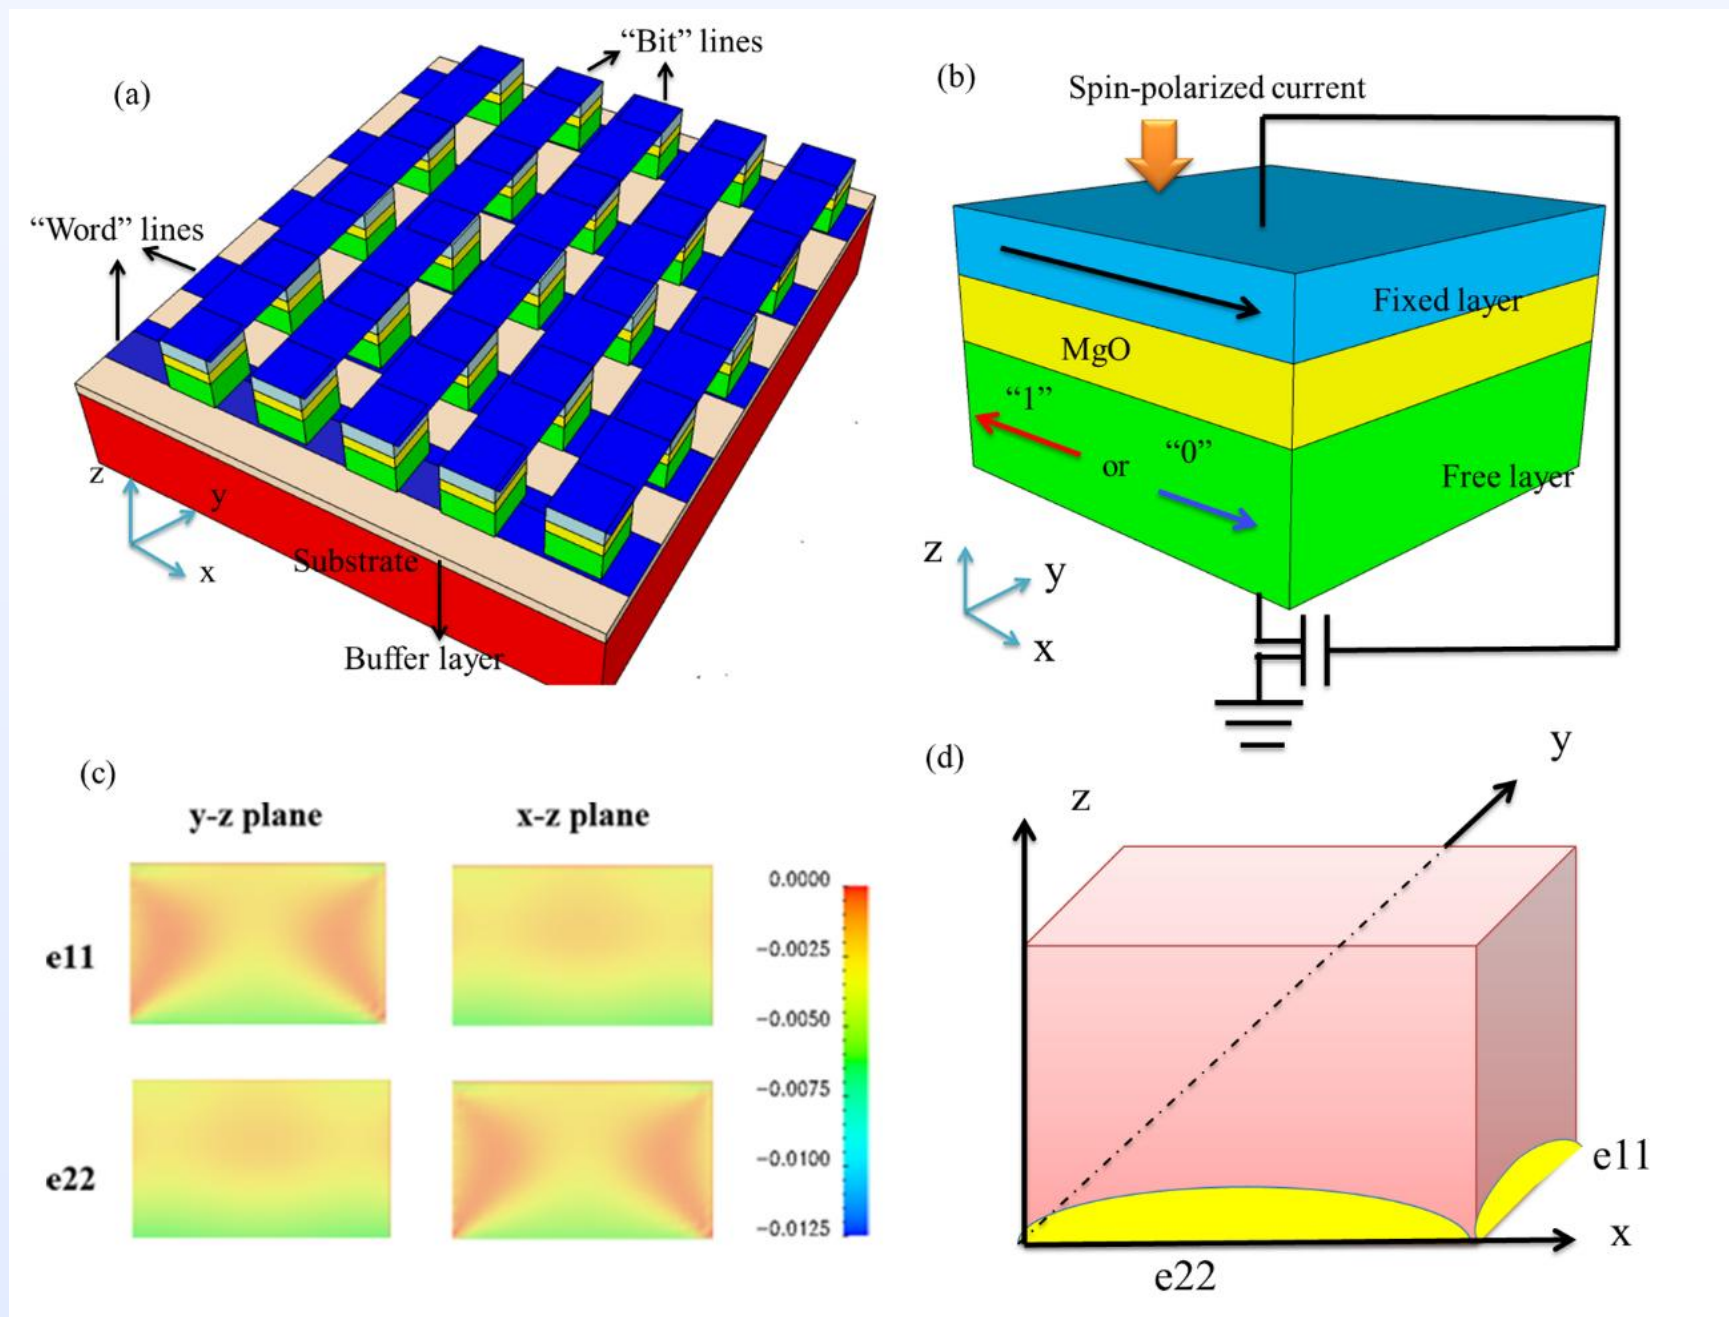 (a)
“Bit” lines
“Word” lines
z
y
x
Substrate
Buffer layer
(b)
Spin-polarized current
Fixed layer
MgO
“1”
or
“0”
Free layer
z
y
x
(c)
y-z plane
x-z plane
e11
e22
0.0000
−0.0025
−0.0050
−0.0075
−0.0100
−0.0125
(d)
z
y
e11
x
e22